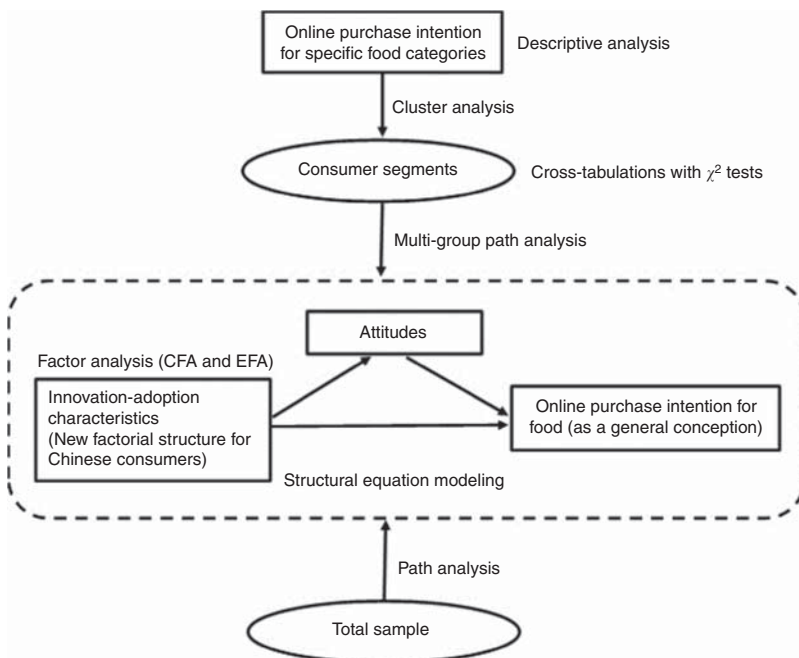 Online purchase intention
for specific food categories
Descriptive analysis
Cluster analysis
Consumer segments
Cross-tabulations with χ² tests
Multi-group path analysis
Attitudes
Factor analysis (CFA and EFA)
Innovation-adoption
characteristics
(New factorial structure for
Chinese consumers)
Online purchase intention for
food (as a general conception)
Structural equation modeling
Path analysis
Total sample